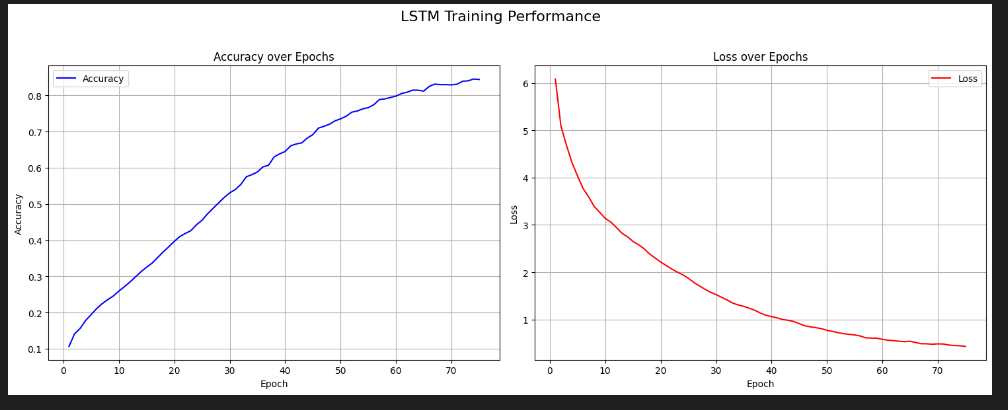 LSTM Training Performance
Accuracy over Epochs
Accuracy
0.8
0.7
0.6
0.5
0.4
0.3
0.2
0.1
Accuracy
0 10 20 30 40 50 60 70
Epoch
Loss over Epochs
Loss
6
5
4
3
2
1
Loss
0 10 20 30 40 50 60 70
Epoch